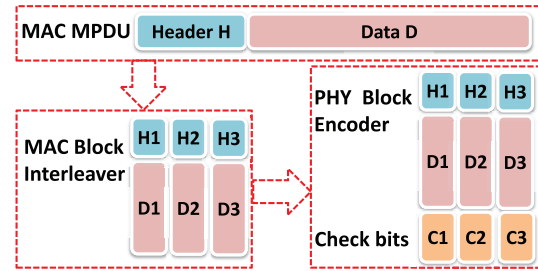 MAC MPDU Header H Data D
MAC Block
Interleaver
H1 H2 H3
D1 D2 D3
PHY Block
Encoder
H1 H2 H3
D1 D2 D3
Check bits C1 C2 C3